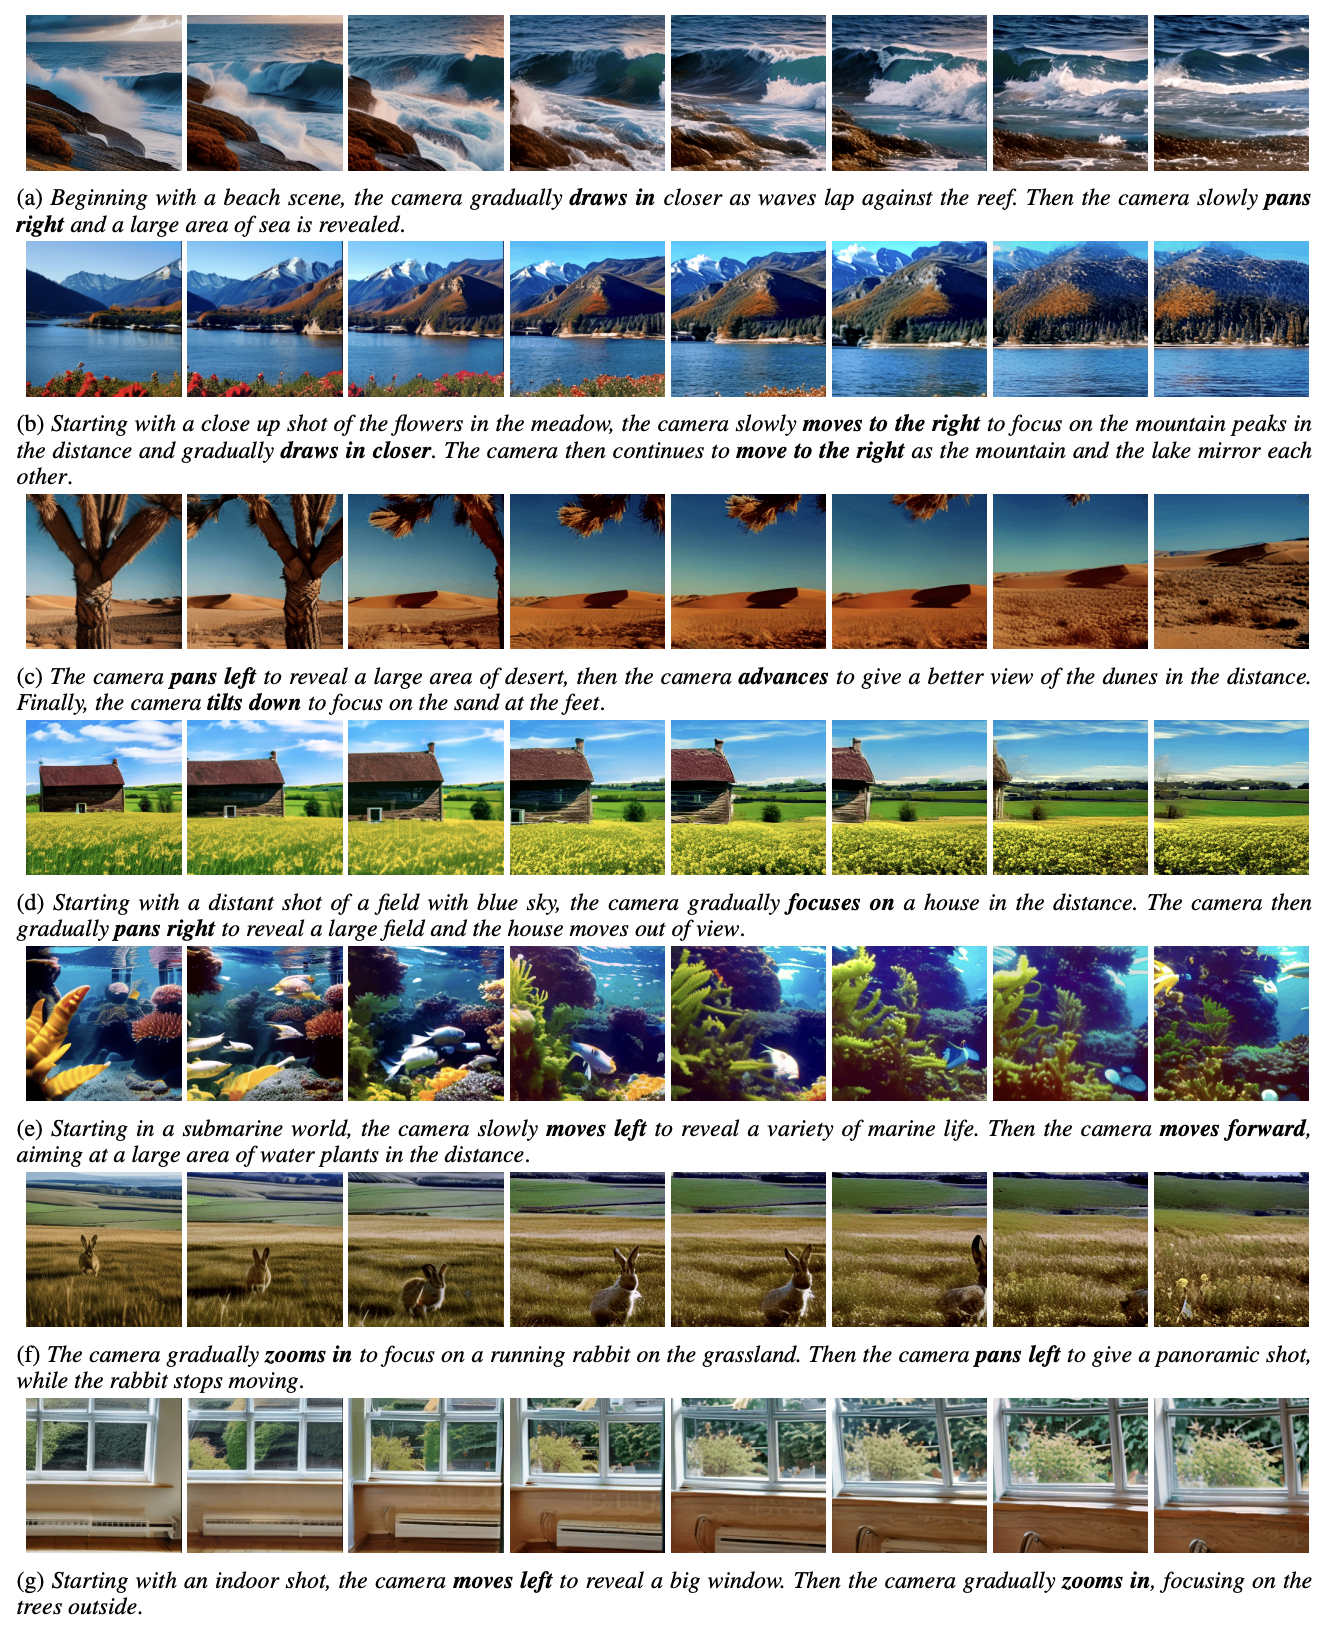 (a) Beginning with a beach scene, the camera gradually draws in closer as waves lap against the reef. Then the camera slowly pans
right and a large area of sea is revealed.
(b) Starting with a close up shot of the flowers in the meadow, the camera slowly moves to the right to focus on the mountain peaks in
the distance and gradually draws in closer. The camera then continues to move to the right as the mountain and the lake mirror each
other.
(c) The camera pans left to reveal a large area of desert, then the camera advances to give a better view of the dunes in the distance.
Finally, the camera tilts down to focus on the sand at the feet.
(d) Starting with a distant shot of a field with blue sky, the camera gradually focuses on a house in the distance. The camera then
gradually pans right to reveal a large field and the house moves out of view.
(e) Starting in a submarine world, the camera slowly moves left to reveal a variety of marine life. Then the camera moves forward,
aiming at a large area of water plants in the distance.
(f) The camera gradually zooms in to focus on a running rabbit on the grassland. Then the camera pans left to give a panoramic shot,
while the rabbit stops moving.
(g) Starting with an indoor shot, the camera moves left to reveal a big window. Then the camera gradually zooms in, focusing on the
trees outside.